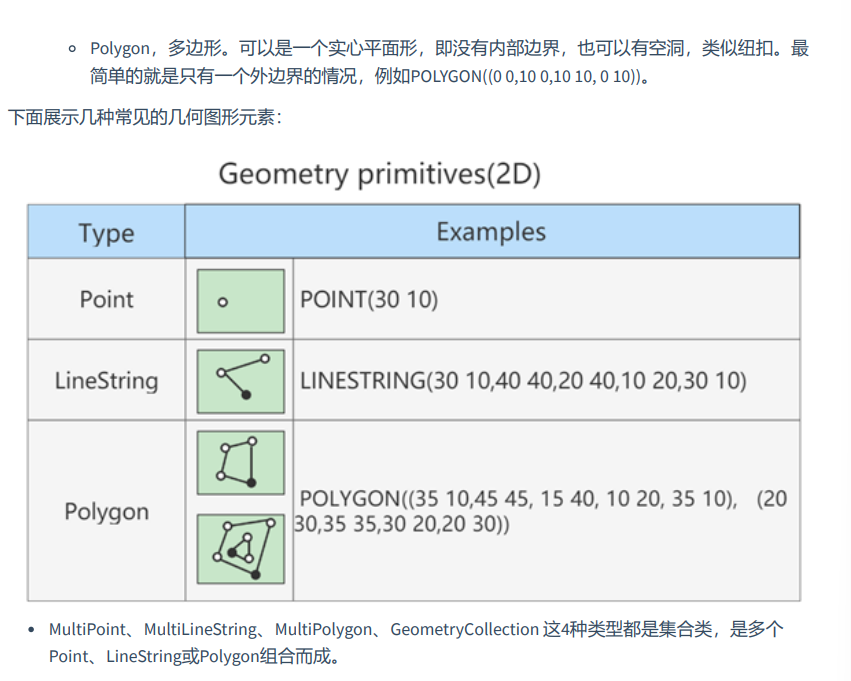 Polygon，多边形。可以是一个实心平面形，即没有内部边界，也可以有空洞，类似纽扣。最
简单的就是只有一个外边界的情况，例如POLYGON((0 0,10 0,10 10, 0 10))。
下面展示几种常见的几何图形元素：
Geometry primitives(2D)
Type Examples
Point POINT(30 10)
LineString LINESTRING(30 10,40 40,20 40,10 20,30 10)
Polygon POLYGON((35 10,45 45, 15 40, 10 20, 35 10), (20
30,35 35,30 20,20 30))
MultiPoint、MultiLineString、MultiPolygon、GeometryCollection 这4种类型都是集合类，是多个
Point、LineString或Polygon组合而成。